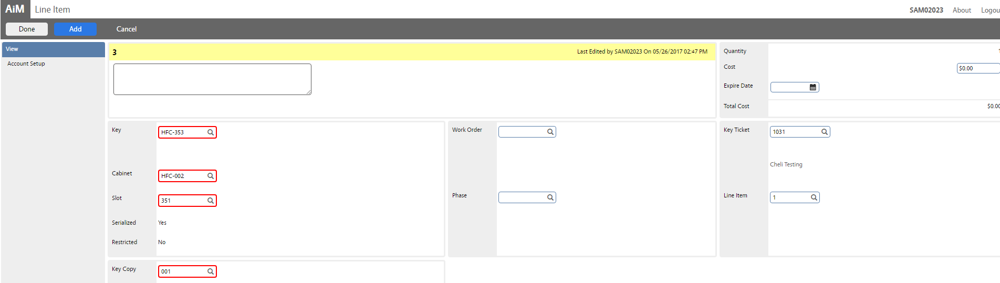 AiM Line Item SAM02023 About Logou
Done Add Cancel
View
Account Setup
3 Last Edited by SAM02023 On 05/26/2017 02:47 PM
Quantity 1
Cost $0.00
Expire Date
Total Cost $0.00
Key HFC-353
Cabinet HFC-002
Slot 351
Serialized Yes
Restricted No
Work Order
Phase
Key Ticket 1031
Cheli Testing
Line Item 1
Key Copy 001